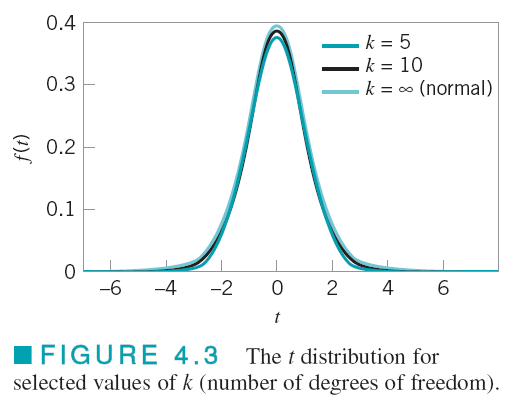 0.4
0.3
0.2
0.1
0
f(t)
k = 5
k = 10
k = ∞ (normal)
–6 –4 –2 0 2 4 6
t
FIGURE 4.3 The t distribution for
selected values of k (number of degrees of freedom).